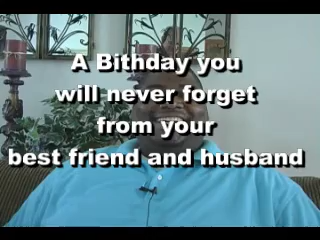 A Bithday you
will never forget
from your
best friend and husband